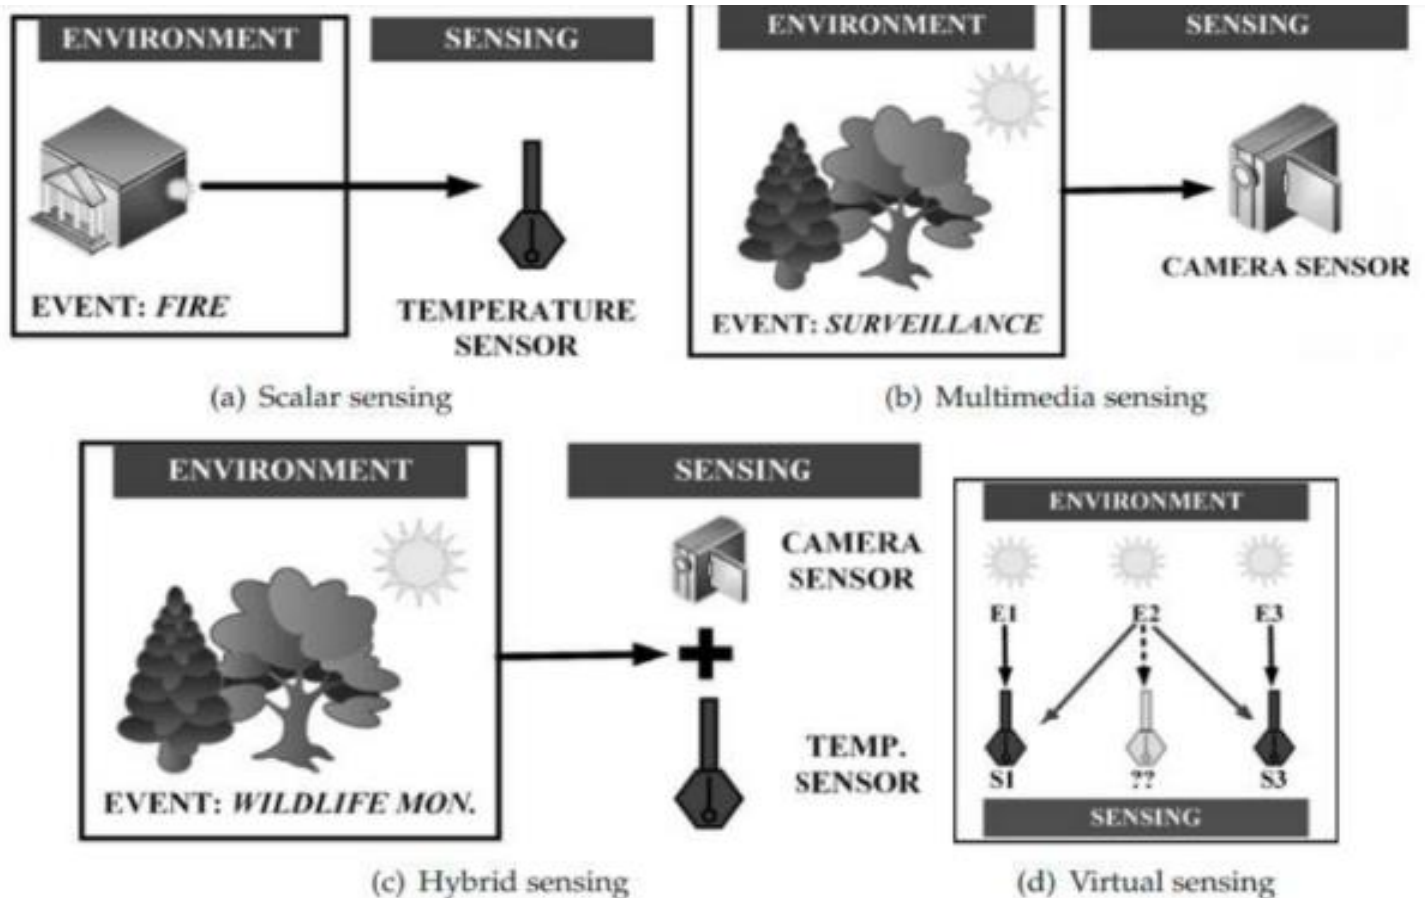 ENVIRONMENT
SENSING
EVENT: FIRE
TEMPERATURE
SENSOR
(a) Scalar sensing
ENVIRONMENT
SENSING
CAMERA SENSOR
EVENT: SURVEILLANCE
(b) Multimedia sensing
ENVIRONMENT
SENSING
CAMERA
SENSOR
TEMP.
SENSOR
EVENT: WILDLIFE MON.
(c) Hybrid sensing
ENVIRONMENT
E1 E2 E3
S1 ?? S3
SENSING
(d) Virtual sensing